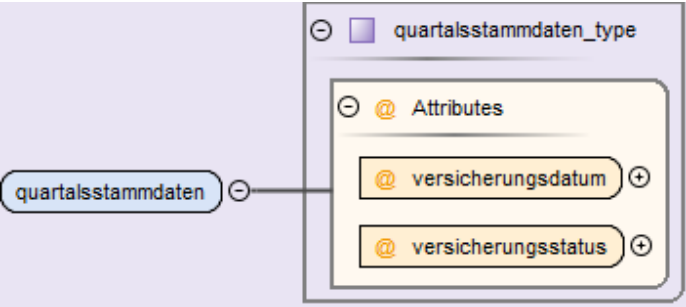 quartalsstammdaten_type
@ Attributes
@ versicherungsdatum
quartalsstammdaten
@ versicherungsstatus